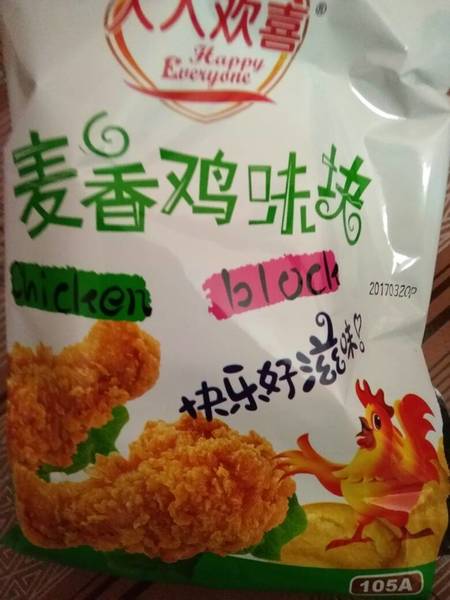 人人欢喜®
Happy
Everyone
麦香鸡味块
Chicken block
20170320P
快乐好滋味!
105A